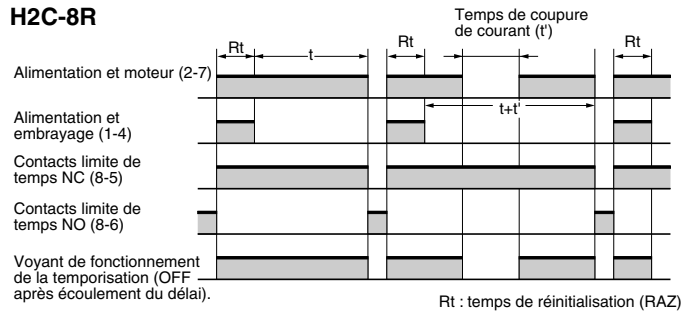 H2C-8R
Temps de coupure
de courant (t')
Rt
t
Rt
Rt
Alimentation et moteur (2-7)
t+t'
Alimentation et
embrayage (1-4)
Contacts limite de
temps NC (8-5)
Contacts limite de
temps NO (8-6)
Voyant de fonctionnement
de la temporisation (OFF
après écoulement du délai).
Rt : temps de réinitialisation (RAZ)